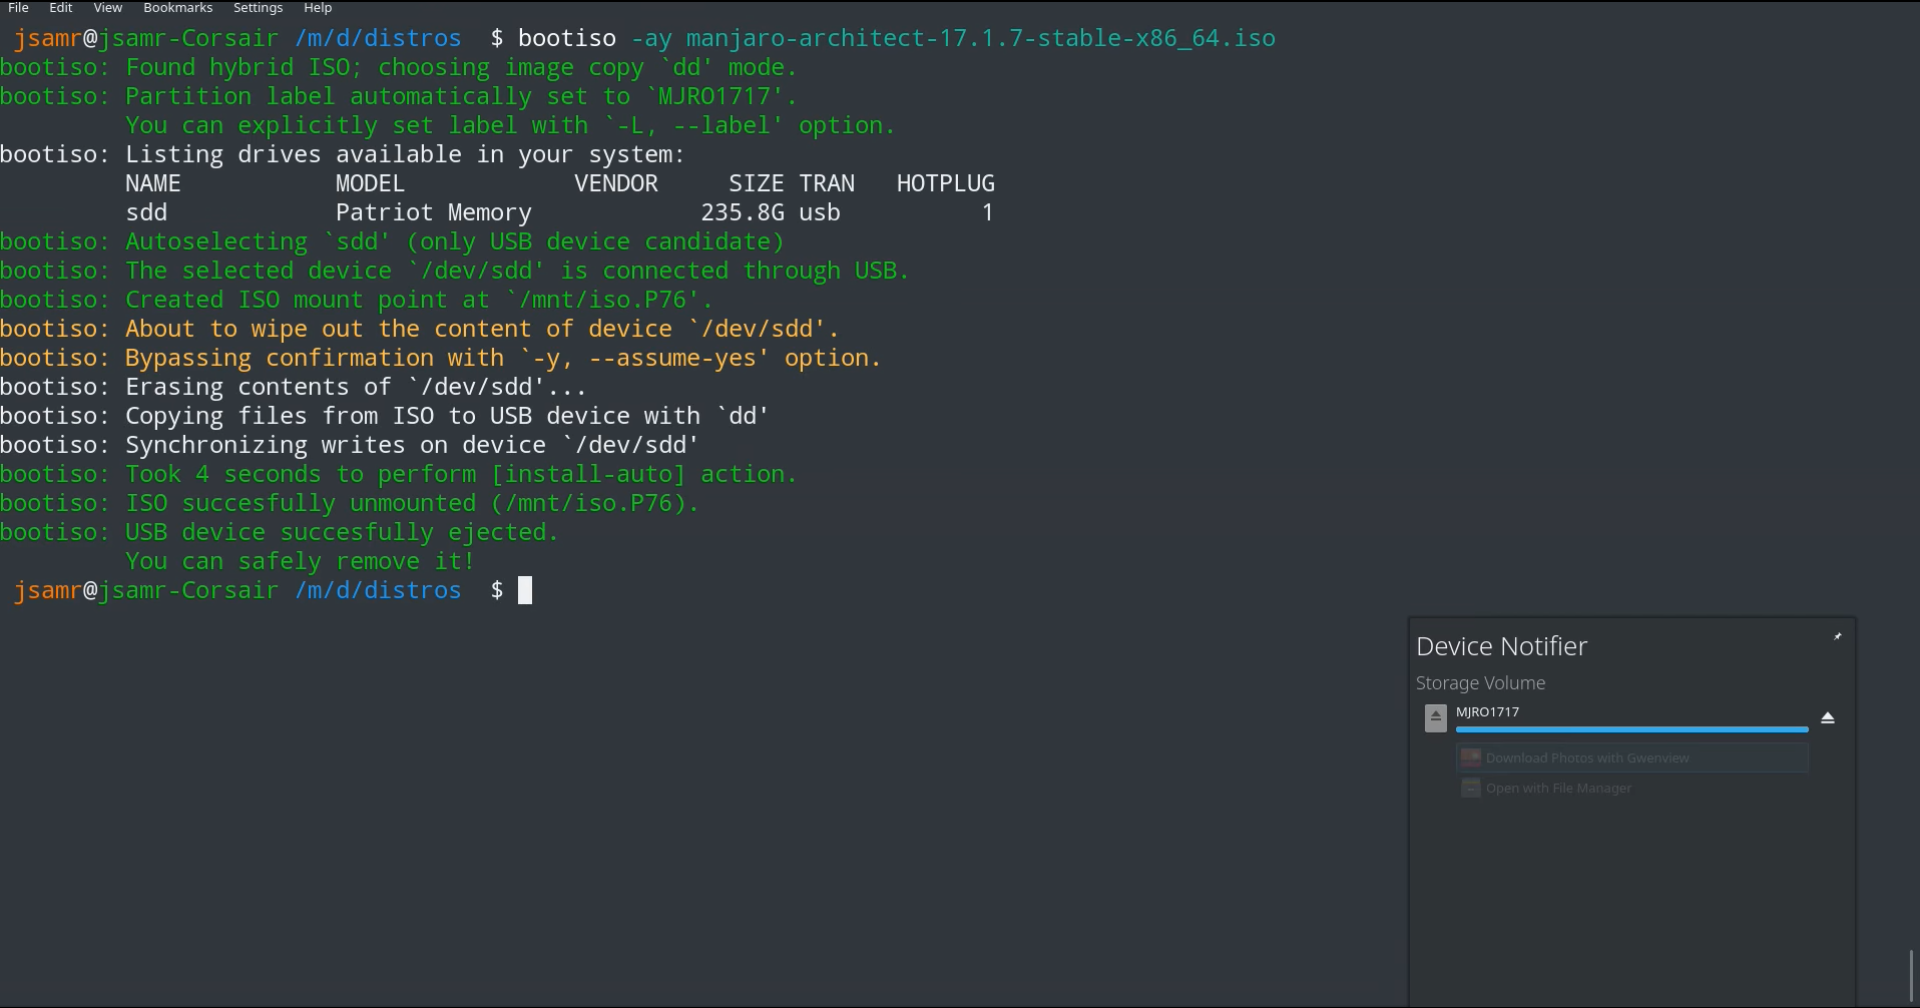 File Edit View Bookmarks Settings Help
jsamr@jsamr-Corsair /m/d/distros $ bootiso -ay manjaro-architect-17.1.7-stable-x86_64.iso
bootiso: Found hybrid ISO; choosing image copy `dd' mode.
bootiso: Partition label automatically set to `MJRO1717'.
You can explicitly set label with `-L, --label' option.
bootiso: Listing drives available in your system:
NAME MODEL VENDOR SIZE TRAN HOTPLUG
sdd Patriot Memory 235.8G usb 1
bootiso: Autoselecting `sdd' (only USB device candidate)
bootiso: The selected device `/dev/sdd' is connected through USB.
bootiso: Created ISO mount point at `/mnt/iso.P76'.
bootiso: About to wipe out the content of device `/dev/sdd'.
bootiso: Bypassing confirmation with `-y, --assume-yes' option.
bootiso: Erasing contents of `/dev/sdd'...
bootiso: Copying files from ISO to USB device with `dd'
bootiso: Synchronizing writes on device `/dev/sdd'
bootiso: Took 4 seconds to perform [install-auto] action.
bootiso: ISO succesfully unmounted (/mnt/iso.P76).
bootiso: USB device succesfully ejected.
You can safely remove it!
jsamr@jsamr-Corsair /m/d/distros $
Device Notifier
Storage Volume
MJRO1717
Download Photos with Gwenview
Open with File Manager